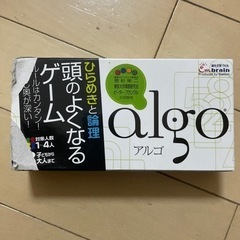 ひらめきと論理
頭のよくなる
ゲーム
ルールはカンタン!
奥が深い!
対象人数
1-4人
子どもから
大人まで
brain
algo
アルゴ